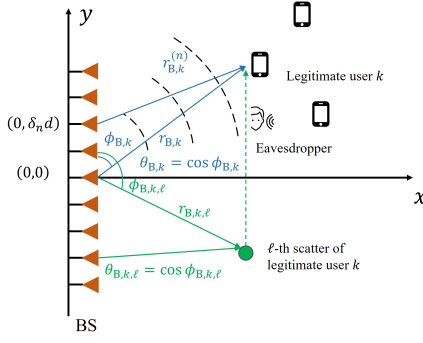 y
r_{B,k}^{(n)}
Legitimate user k
(0, δ_n d)
ϕ_{B,k}
r_{B,k}
Eavesdropper
θ_{B,k} = cos ϕ_{B,k}
(0,0)
ϕ_{B,k,ℓ}
x
r_{B,k,ℓ}
ℓ-th scatter of
legitimate user k
θ_{B,k,ℓ} = cos ϕ_{B,k,ℓ}
BS